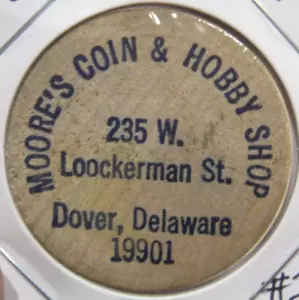 MOORE'S COIN & HOBBY SHOP
235 W.
Loockerman St.
Dover, Delaware
19901